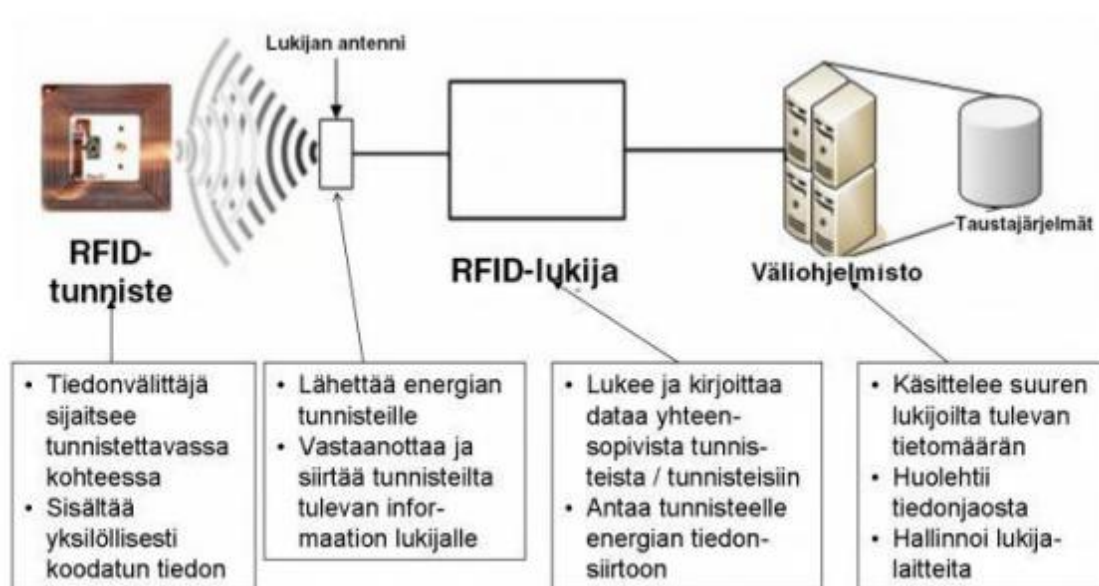 Lukijan antenni
RFID-
tunniste
RFID-lukija
Väliohjelmisto
Taustajärjelmät
• Tiedonvälittäjä
sijaitsee
tunnistettavassa
kohteessa
• Sisältää
yksilöllisesti
koodatun tiedon
• Lähettää energian
tunnisteille
• Vastaanottaa ja
siirtää tunnisteilta
tulevan infor-
maation lukijalle
• Lukee ja kirjoittaa
dataa yhteen-
sopivista tunnis-
teista / tunnisteisiin
• Antaa tunnisteelle
energian tiedon-
siirtoon
• Käsittelee suuren
lukijoilta tulevan
tietomäärän
• Huolehtii
tiedonjaosta
• Hallinnoi lukija-
laitteita